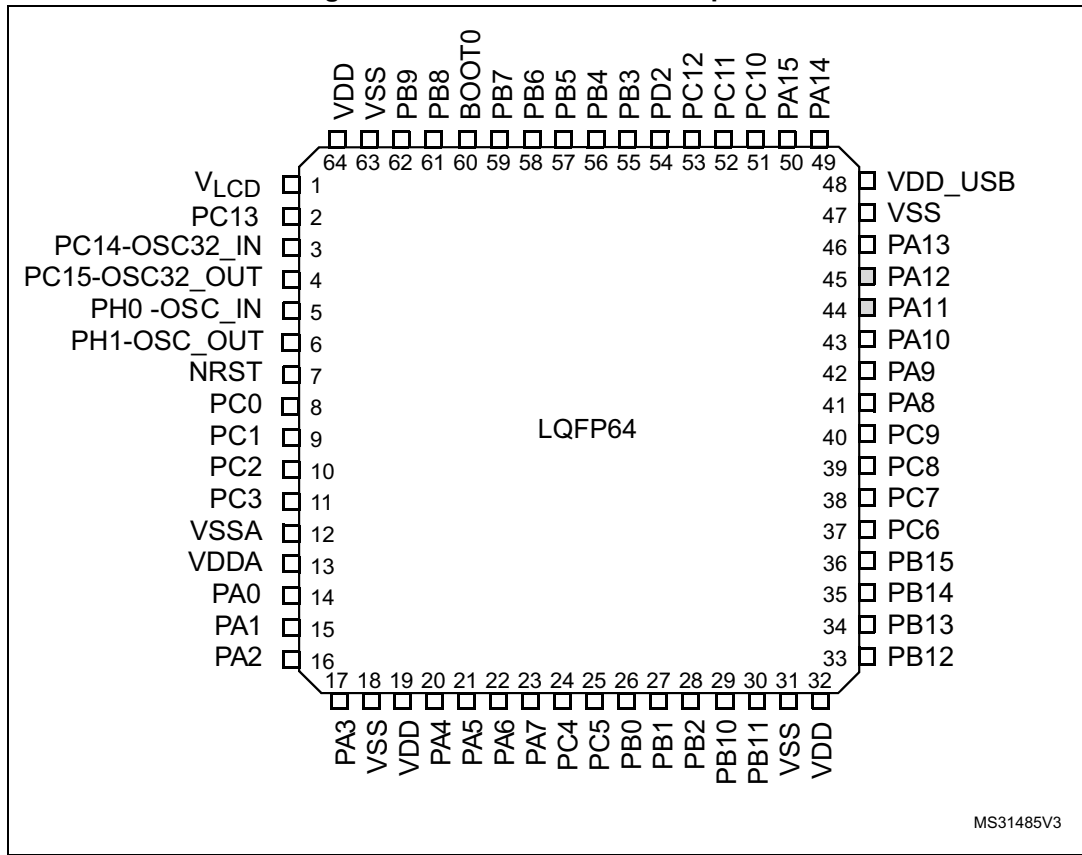 VDD VSS PB9 PB8 BOOT0 PB7 PB6 PB5 PB4 PB3 PD2 PC12 PC11 PC10 PA15 PA14
64 63 62 61 60 59 58 57 56 55 54 53 52 51 50 49
VLCD 1 48 VDD_USB
PC13 2 47 VSS
PC14-OSC32_IN 3 46 PA13
PC15-OSC32_OUT 4 45 PA12
PH0 -OSC_IN 5 44 PA11
PH1-OSC_OUT 6 43 PA10
NRST 7 42 PA9
PC0 8 41 PA8
PC1 9 LQFP64 40 PC9
PC2 10 39 PC8
PC3 11 38 PC7
VSSA 12 37 PC6
VDDA 13 36 PB15
PA0 14 35 PB14
PA1 15 34 PB13
PA2 16 33 PB12
17 18 19 20 21 22 23 24 25 26 27 28 29 30 31 32
PA3 VSS VDD PA4 PA5 PA6 PA7 PC4 PC5 PB0 PB1 PB2 PB10 PB11 VSS VDD
MS31485V3